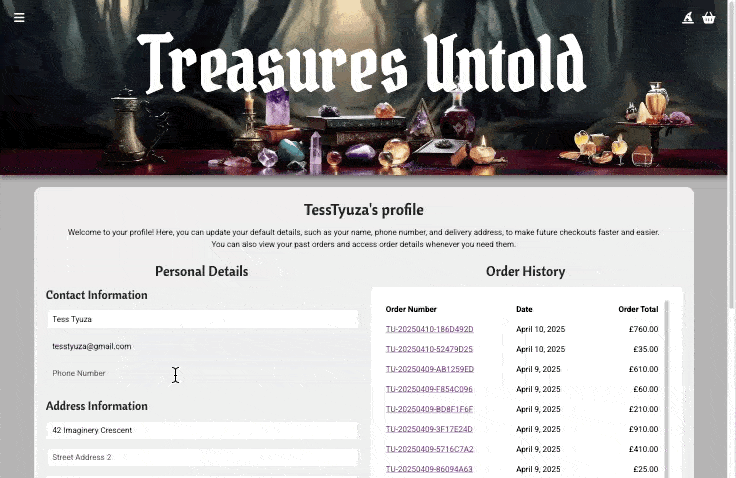 Treasures Untold
TessTyuza's profile
Welcome to your profile! Here, you can update your default details, such as your name, phone number, and delivery address, to make future checkouts faster and easier.
You can also view your past orders and access order details whenever you need them.
Personal Details
Contact Information
Tess Tyuza
tesstyuza@gmail.com
Phone Number
Address Information
42 Imaginery Crescent
Street Address 2
Order History
Order Number Date Order Total
TU-20250410-186D492D April 10, 2025 £760.00
TU-20250410-52479D25 April 10, 2025 £35.00
TU-20250409-AB1259ED April 9, 2025 £610.00
TU-20250409-F854C096 April 9, 2025 £60.00
TU-20250409-BD8F1F6F April 9, 2025 £210.00
TU-20250409-3F17E24D April 9, 2025 £910.00
TU-20250409-5716C7A2 April 9, 2025 £410.00
TU-20250409-86094A63 April 9, 2025 £25.00